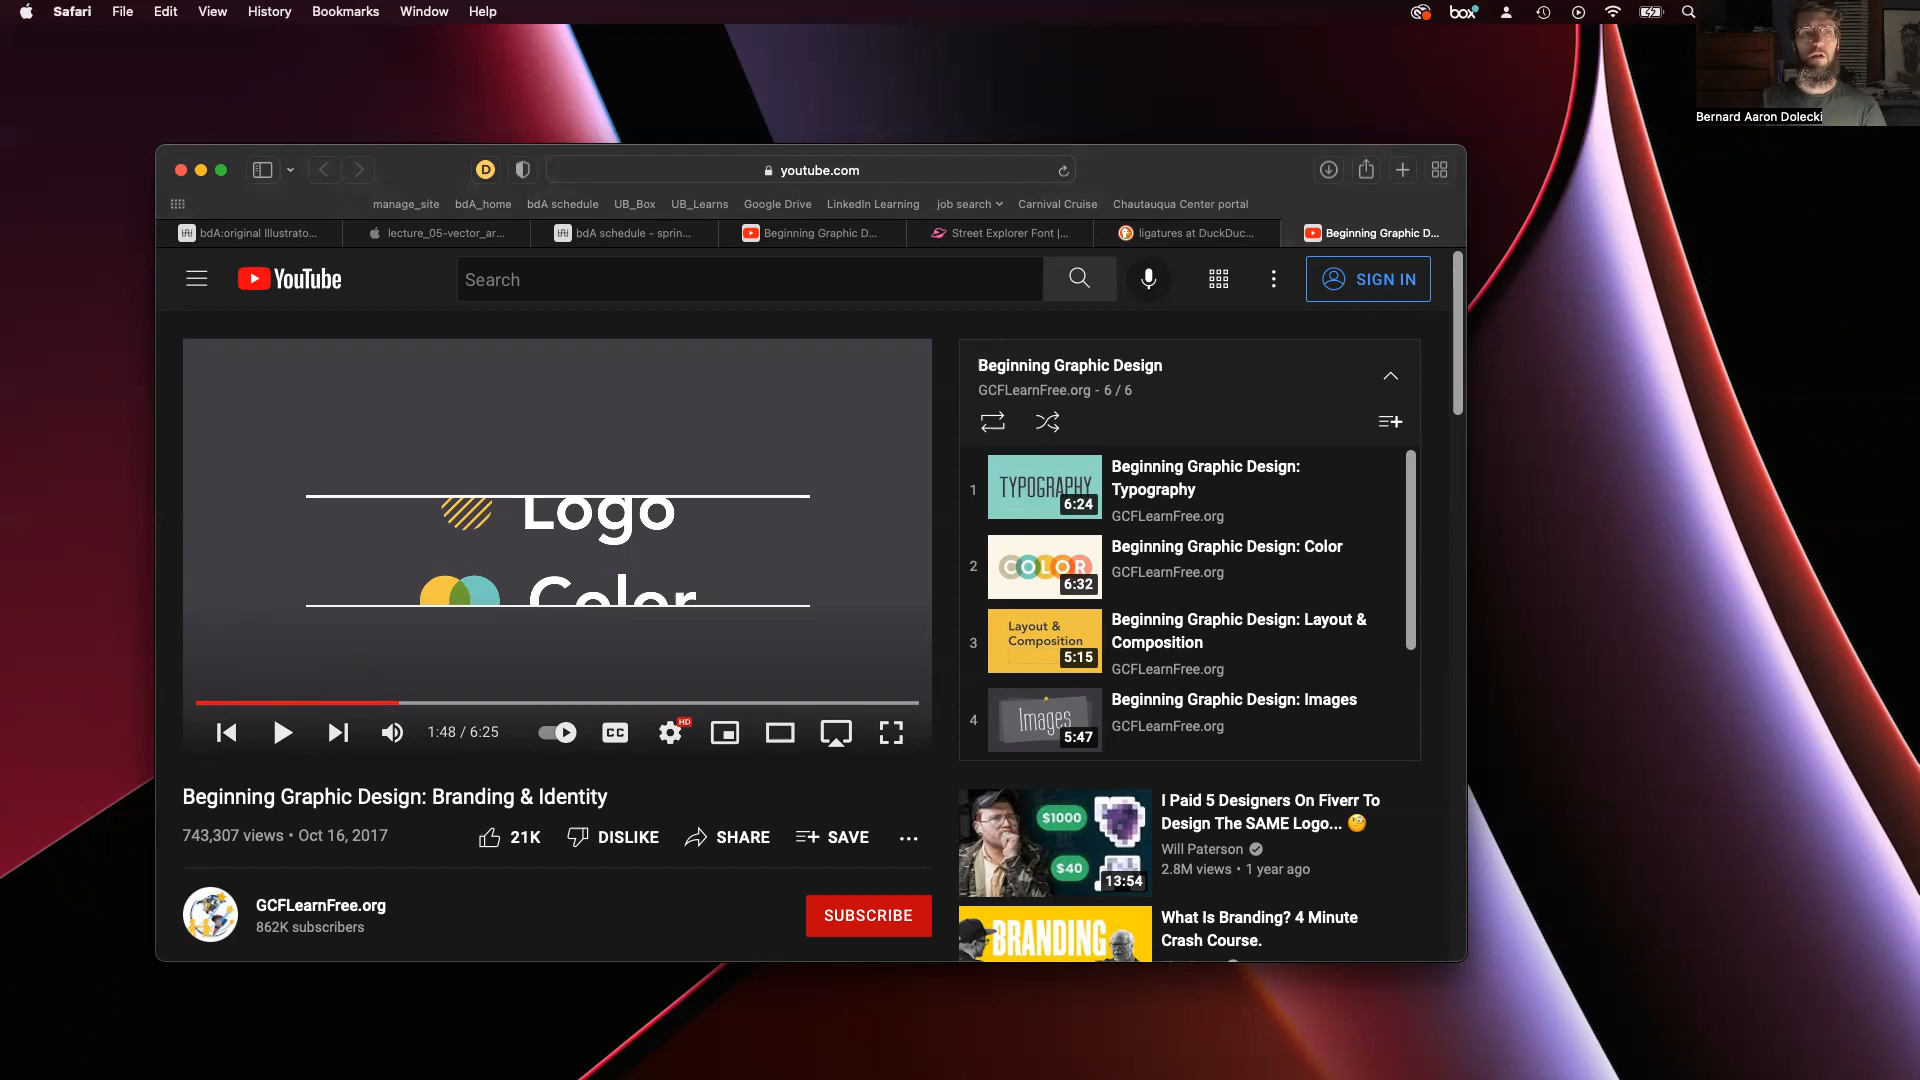 Safari File Edit View History Bookmarks Window Help
box
Bernard Aaron Dolecki
D
youtube.com
manage_site bdA_home bdA schedule UB_Box UB_Learns Google Drive LinkedIn Learning job search Carnival Cruise Chautauqua Center portal
bdA:original Illustrato... lecture_05-vector_ar... bdA schedule - sprin... Beginning Graphic D... Street Explorer Font |... ligatures at DuckDuc... Beginning Graphic D...
YouTube
Search
SIGN IN
Logo
Color
1:48 / 6:25
CC
HD
Beginning Graphic Design: Branding & Identity
743,307 views • Oct 16, 2017
21K DISLIKE SHARE SAVE
GCFLearnFree.org
862K subscribers
SUBSCRIBE
Beginning Graphic Design
GCFLearnFree.org - 6 / 6
1
TYPOGRAPHY
6:24
Beginning Graphic Design:
Typography
GCFLearnFree.org
2
COLOR
6:32
Beginning Graphic Design: Color
GCFLearnFree.org
3
Layout &
Composition
5:15
Beginning Graphic Design: Layout &
Composition
GCFLearnFree.org
4
Images
5:47
Beginning Graphic Design: Images
GCFLearnFree.org
$1000
$40
13:54
I Paid 5 Designers On Fiverr To
Design The SAME Logo... 🧐
Will Paterson
2.8M views • 1 year ago
BRANDING
What Is Branding? 4 Minute
Crash Course.